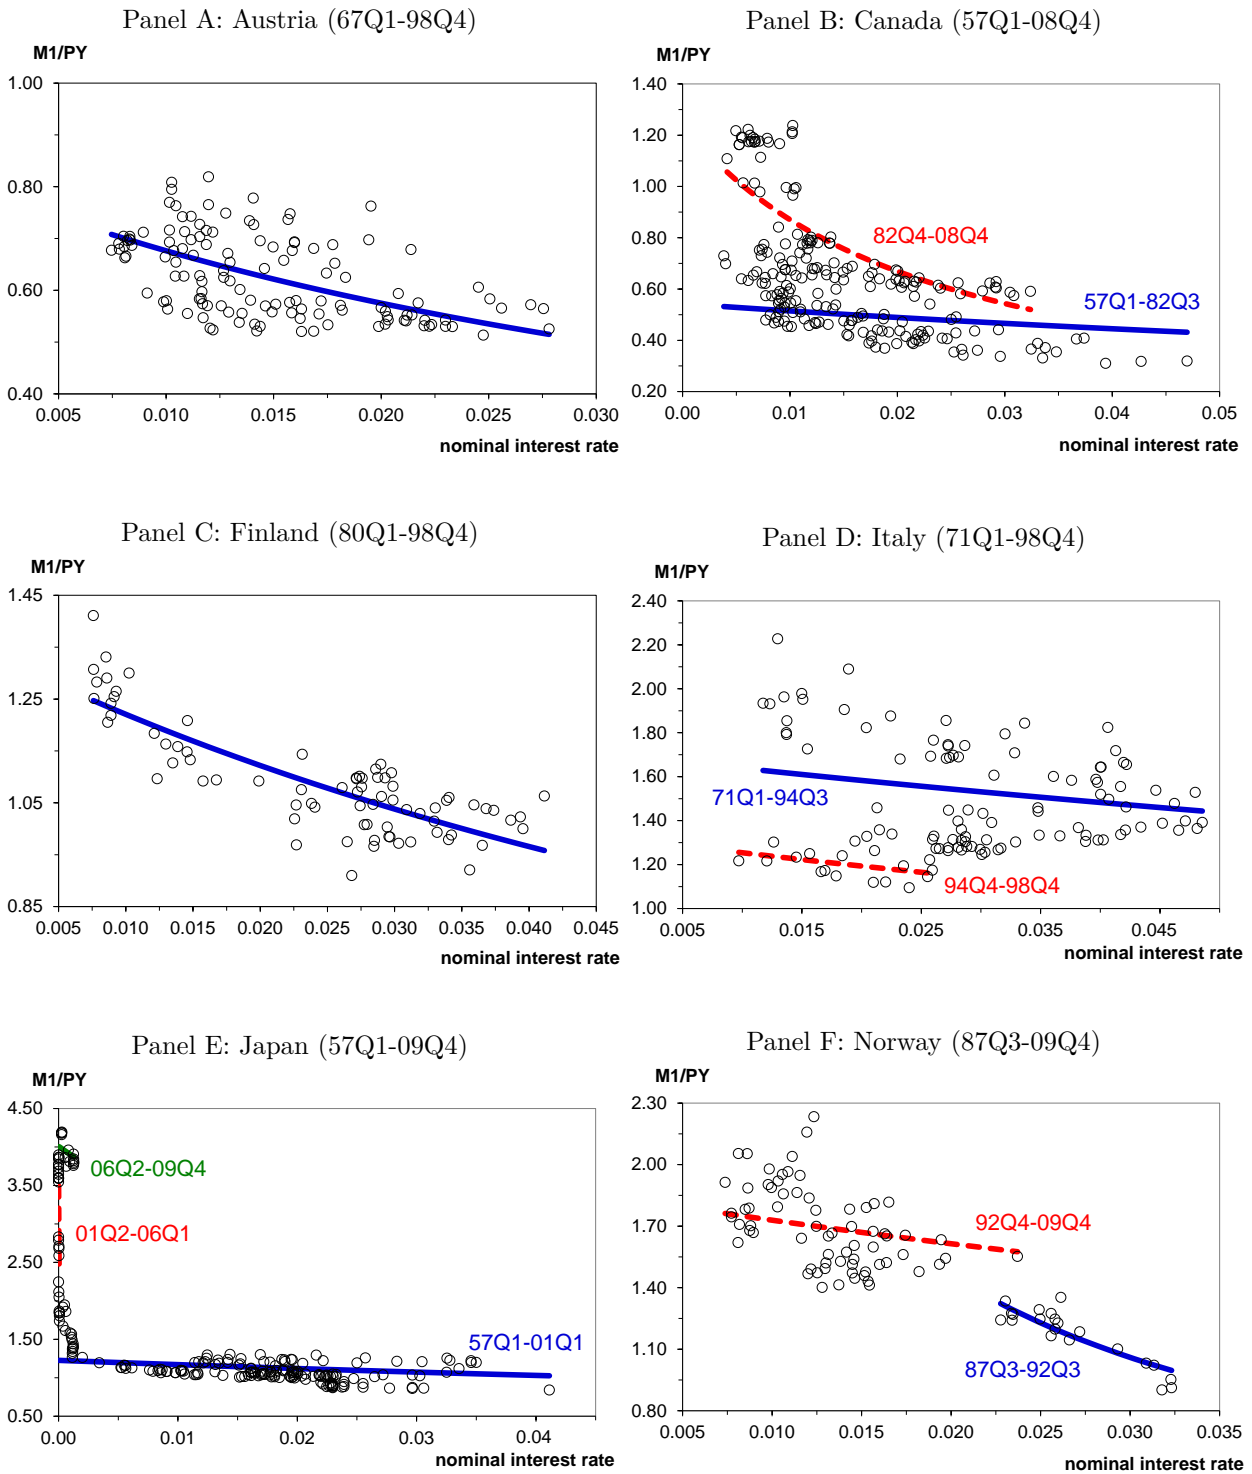 Panel A: Austria (67Q1-98Q4)
M1/PY
1.00
0.80
0.60
0.40
0.005 0.010 0.015 0.020 0.025 0.030
nominal interest rate
Panel B: Canada (57Q1-08Q4)
M1/PY
1.40
1.20
1.00
0.80
0.60
0.40
0.20
82Q4-08Q4
57Q1-82Q3
0.00 0.01 0.02 0.03 0.04 0.05
nominal interest rate
Panel C: Finland (80Q1-98Q4)
M1/PY
1.45
1.25
1.05
0.85
0.005 0.010 0.015 0.020 0.025 0.030 0.035 0.040 0.045
nominal interest rate
Panel D: Italy (71Q1-98Q4)
M1/PY
2.40
2.20
2.00
1.80
1.60
1.40
1.20
1.00
71Q1-94Q3
94Q4-98Q4
0.005 0.015 0.025 0.035 0.045
nominal interest rate
Panel E: Japan (57Q1-09Q4)
M1/PY
4.50
3.50
2.50
1.50
0.50
06Q2-09Q4
01Q2-06Q1
57Q1-01Q1
0.00 0.01 0.02 0.03 0.04
nominal interest rate
Panel F: Norway (87Q3-09Q4)
M1/PY
2.30
2.00
1.70
1.40
1.10
0.80
92Q4-09Q4
87Q3-92Q3
0.005 0.010 0.015 0.020 0.025 0.030 0.035
nominal interest rate